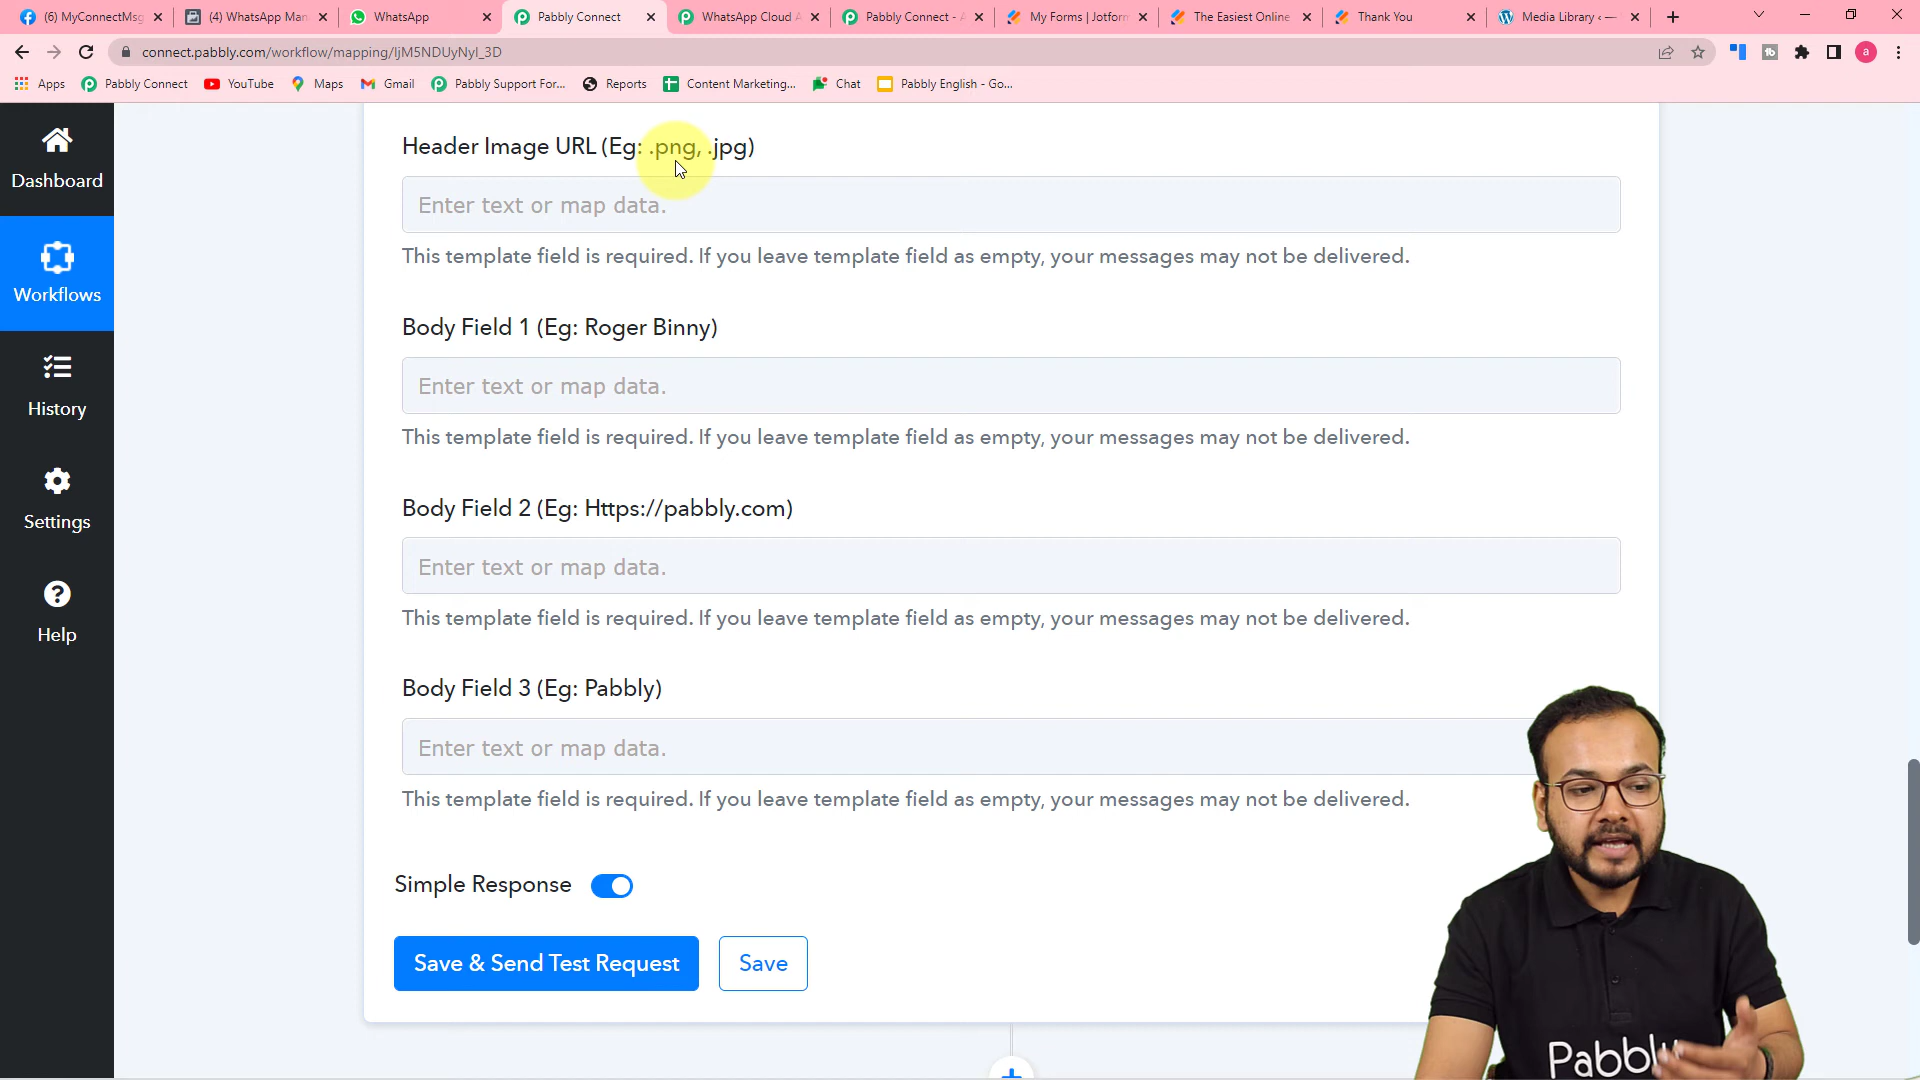 (6) MyConnectMsg
(4) WhatsApp Man
WhatsApp
Pabbly Connect
WhatsApp Cloud A
Pabbly Connect - A
My Forms | Jotform
The Easiest Online
Thank You
Media Library ‹ —
connect.pabbly.com/workflow/mapping/IjM5NDUyNyI_3D
a
Apps
Pabbly Connect
YouTube
Maps
Gmail
Pabbly Support For...
Reports
Content Marketing...
Chat
Pabbly English - Go...
Dashboard
Workflows
History
Settings
Help
Header Image URL (Eg: .png, .jpg)
Enter text or map data.
This template field is required. If you leave template field as empty, your messages may not be delivered.
Body Field 1 (Eg: Roger Binny)
Enter text or map data.
This template field is required. If you leave template field as empty, your messages may not be delivered.
Body Field 2 (Eg: Https://pabbly.com)
Enter text or map data.
This template field is required. If you leave template field as empty, your messages may not be delivered.
Body Field 3 (Eg: Pabbly)
Enter text or map data.
This template field is required. If you leave template field as empty, your messages may not be delivered.
Simple Response
Save & Send Test Request
Save
Pabbly